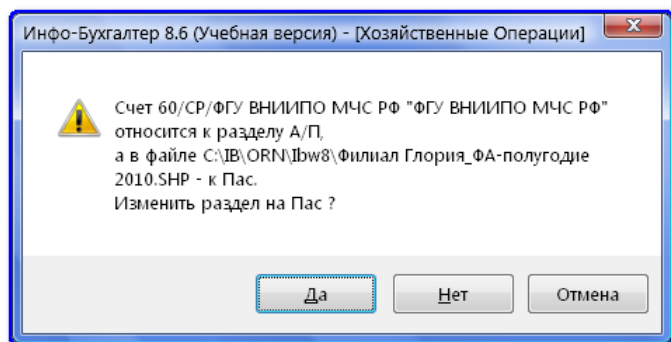 Инфо-Бухгалтер 8.6 (Учебная версия) - [Хозяйственные Операции]
Счет 60/СР/ФГУ ВНИИПО МЧС РФ "ФГУ ВНИИПО МЧС РФ"
относится к разделу А/П,
а в файле C:\IB\ORN\Ibw8\Филиал Глория_ФА-полугодие
2010.SHP - к Пас.
Изменить раздел на Пас ?
Да
Нет
Отмена